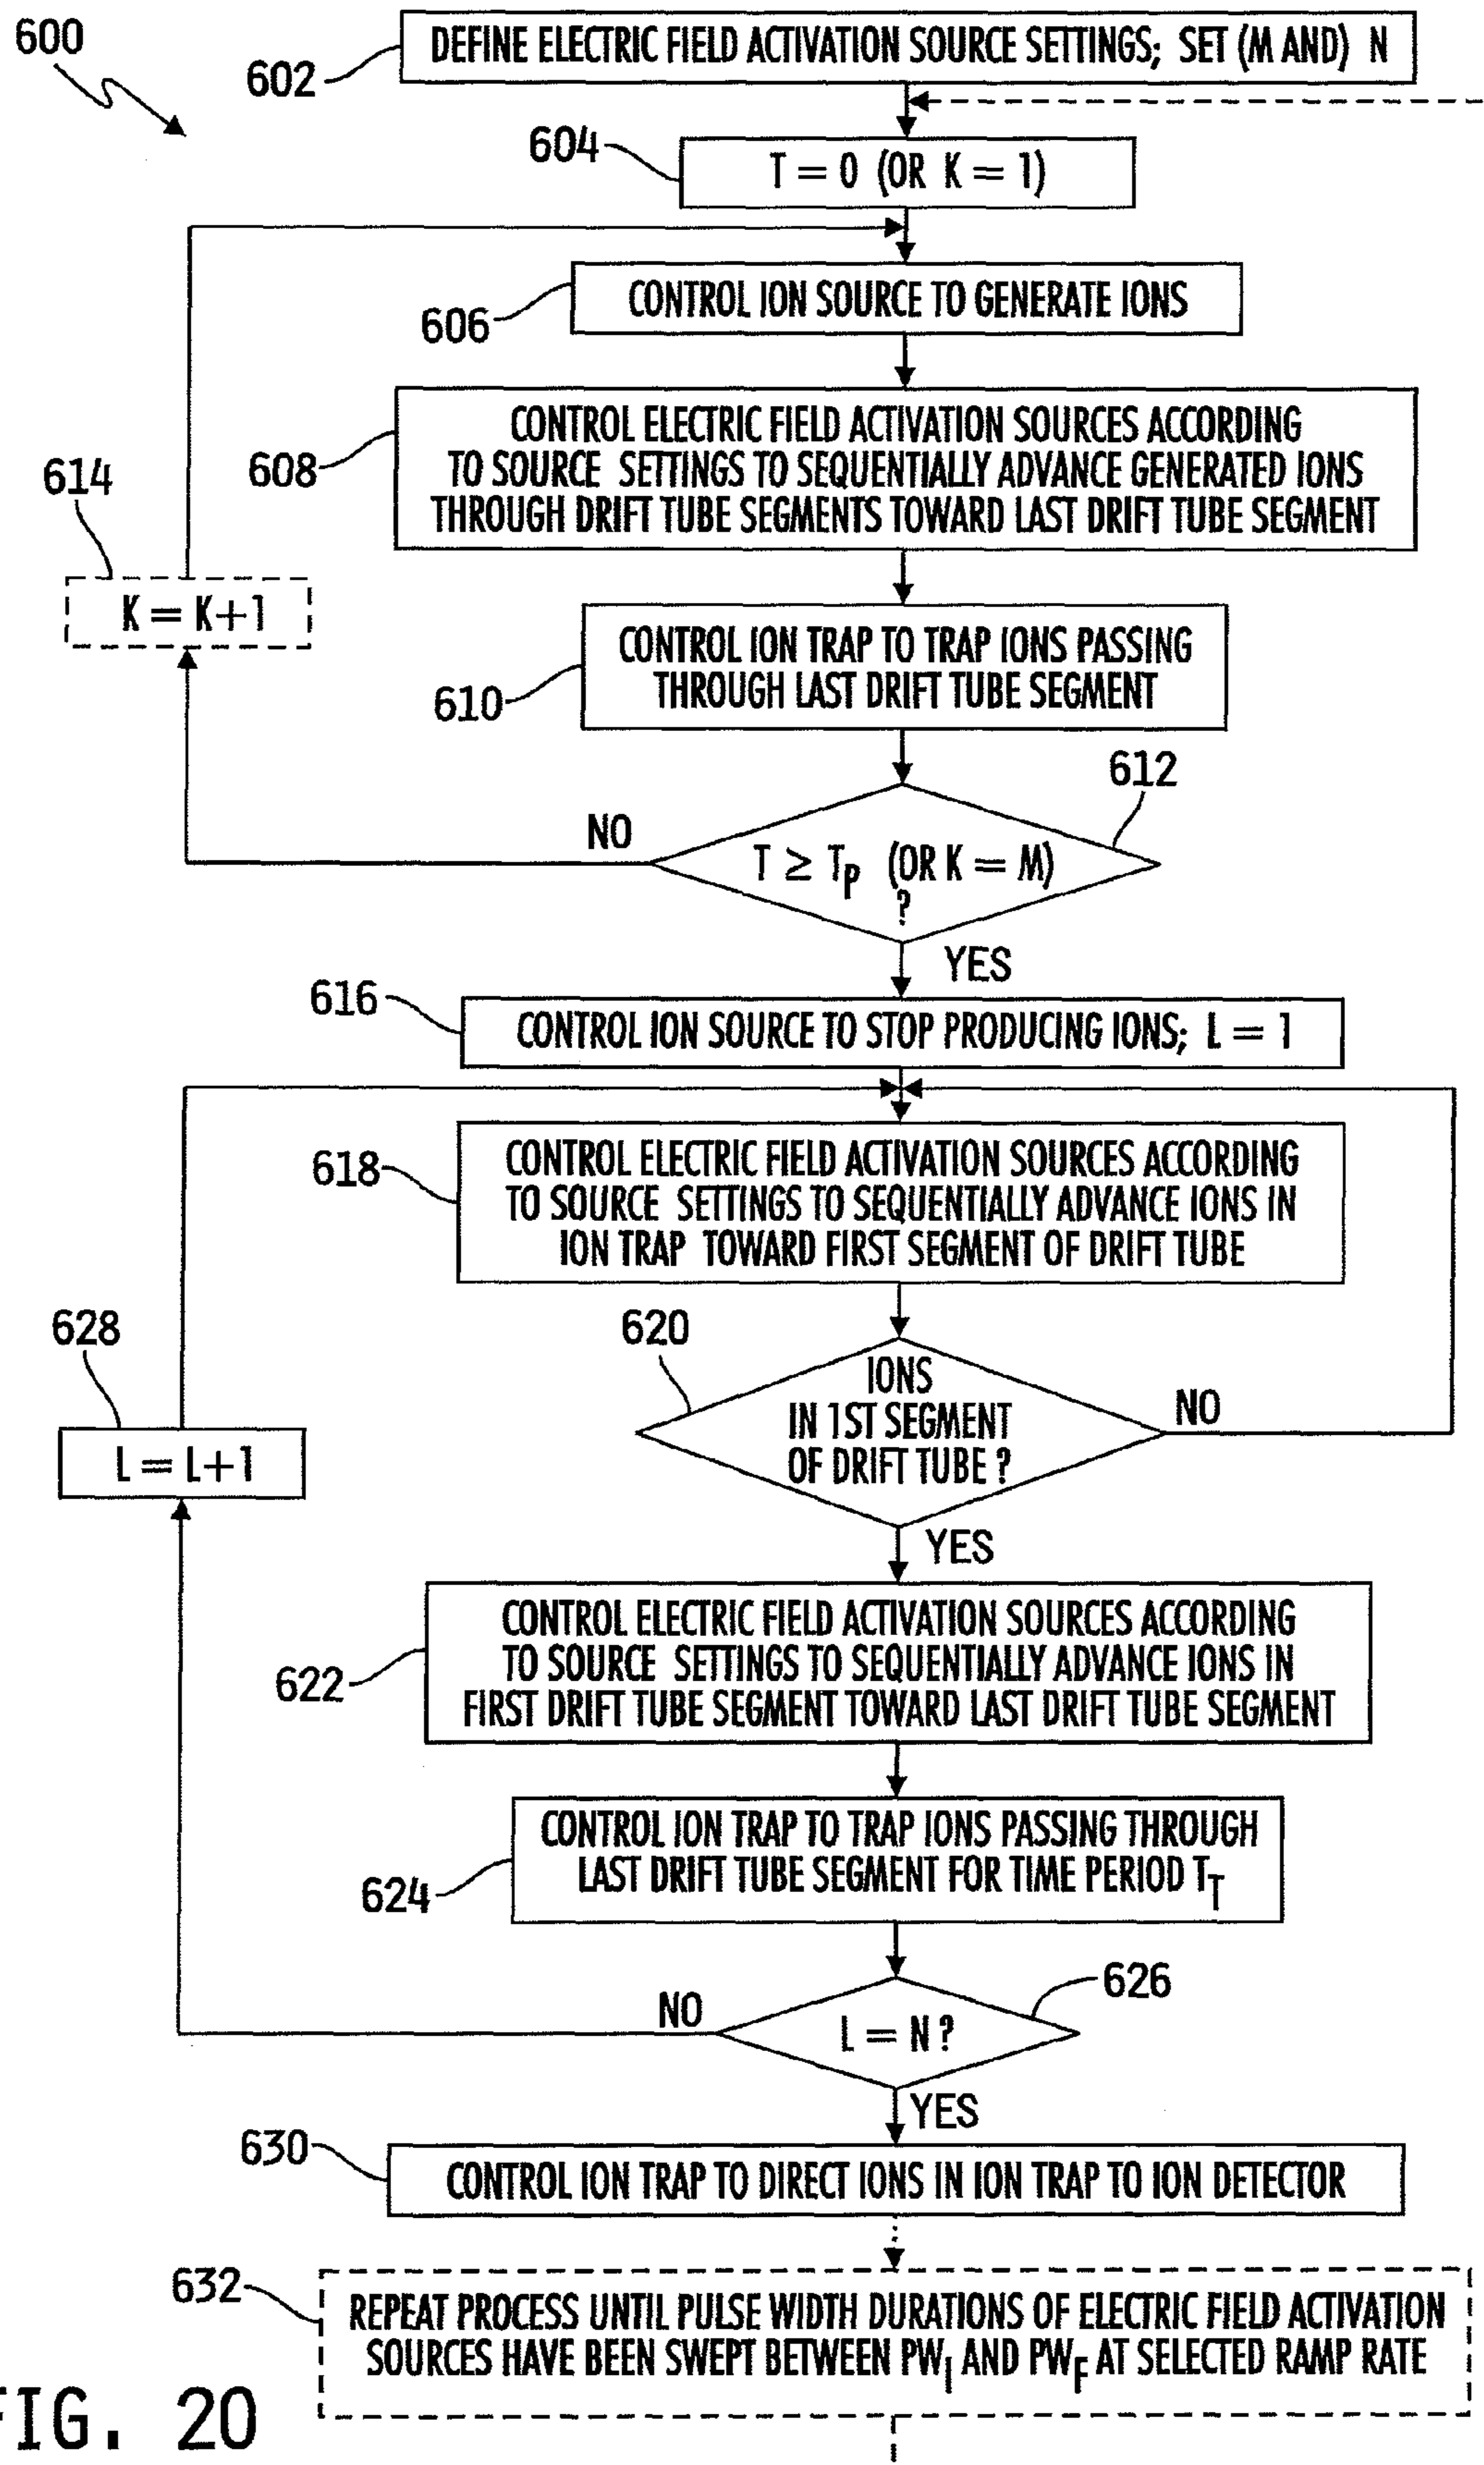 600
602
DEFINE ELECTRIC FIELD ACTIVATION SOURCE SETTINGS; SET (M AND) N
604
T = 0 (OR K = 1)
606
CONTROL ION SOURCE TO GENERATE IONS
608
CONTROL ELECTRIC FIELD ACTIVATION SOURCES ACCORDING
TO SOURCE SETTINGS TO SEQUENTIALLY ADVANCE GENERATED IONS
THROUGH DRIFT TUBE SEGMENTS TOWARD LAST DRIFT TUBE SEGMENT
614
K = K+1
610
CONTROL ION TRAP TO TRAP IONS PASSING
THROUGH LAST DRIFT TUBE SEGMENT
612
NO
T ≥ TP (OR K = M)
?
YES
616
CONTROL ION SOURCE TO STOP PRODUCING IONS; L = 1
618
CONTROL ELECTRIC FIELD ACTIVATION SOURCES ACCORDING
TO SOURCE SETTINGS TO SEQUENTIALLY ADVANCE IONS IN
ION TRAP TOWARD FIRST SEGMENT OF DRIFT TUBE
628
L = L+1
620
IONS
IN 1ST SEGMENT
OF DRIFT TUBE ?
NO
YES
622
CONTROL ELECTRIC FIELD ACTIVATION SOURCES ACCORDING
TO SOURCE SETTINGS TO SEQUENTIALLY ADVANCE IONS IN
FIRST DRIFT TUBE SEGMENT TOWARD LAST DRIFT TUBE SEGMENT
624
CONTROL ION TRAP TO TRAP IONS PASSING THROUGH
LAST DRIFT TUBE SEGMENT FOR TIME PERIOD TT
626
NO
L = N ?
YES
630
CONTROL ION TRAP TO DIRECT IONS IN ION TRAP TO ION DETECTOR
632
REPEAT PROCESS UNTIL PULSE WIDTH DURATIONS OF ELECTRIC FIELD ACTIVATION
SOURCES HAVE BEEN SWEPT BETWEEN PWI AND PWF AT SELECTED RAMP RATE
FIG. 20